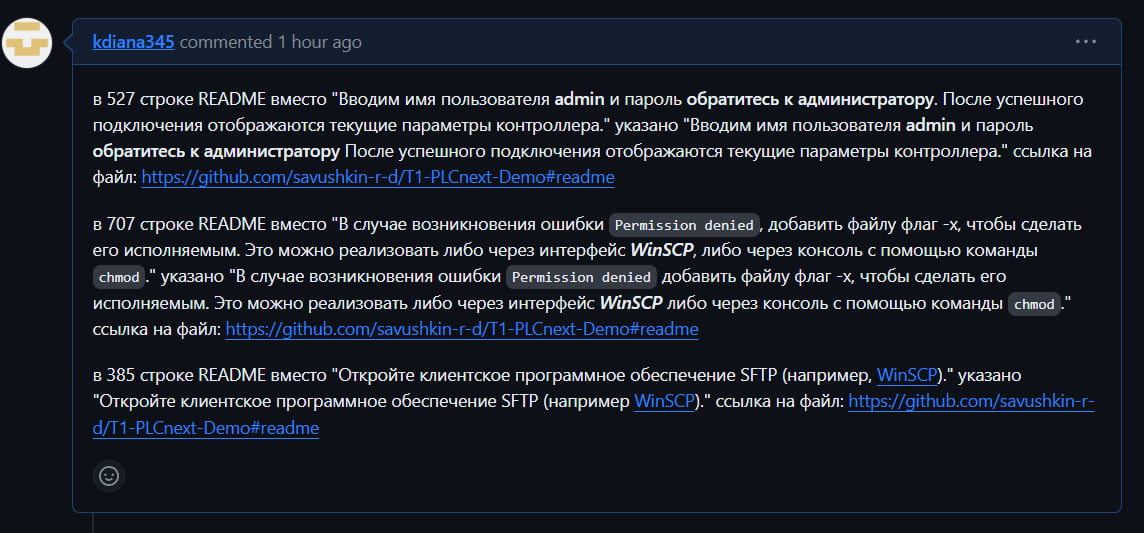 kdiana345 commented 1 hour ago
в 527 строке README вместо "Вводим имя пользователя admin и пароль обратитесь к администратору. После успешного
подключения отображаются текущие параметры контроллера." указано "Вводим имя пользователя admin и пароль
обратитесь к администратору После успешного подключения отображаются текущие параметры контроллера." ссылка на
файл: https://github.com/savushkin-r-d/T1-PLCnext-Demo#readme
в 707 строке README вместо "В случае возникновения ошибки Permission denied, добавить файлу флаг -x, чтобы сделать
его исполняемым. Это можно реализовать либо через интерфейс WinSCP, либо через консоль с помощью команды
chmod." указано "В случае возникновения ошибки Permission denied добавить файлу флаг -x, чтобы сделать его
исполняемым. Это можно реализовать либо через интерфейс WinSCP либо через консоль с помощью команды chmod."
ссылка на файл: https://github.com/savushkin-r-d/T1-PLCnext-Demo#readme
в 385 строке README вместо "Откройте клиентское программное обеспечение SFTP (например, WinSCP)." указано
"Откройте клиентское программное обеспечение SFTP (например WinSCP)." ссылка на файл: https://github.com/savushkin-r-
d/T1-PLCnext-Demo#readme